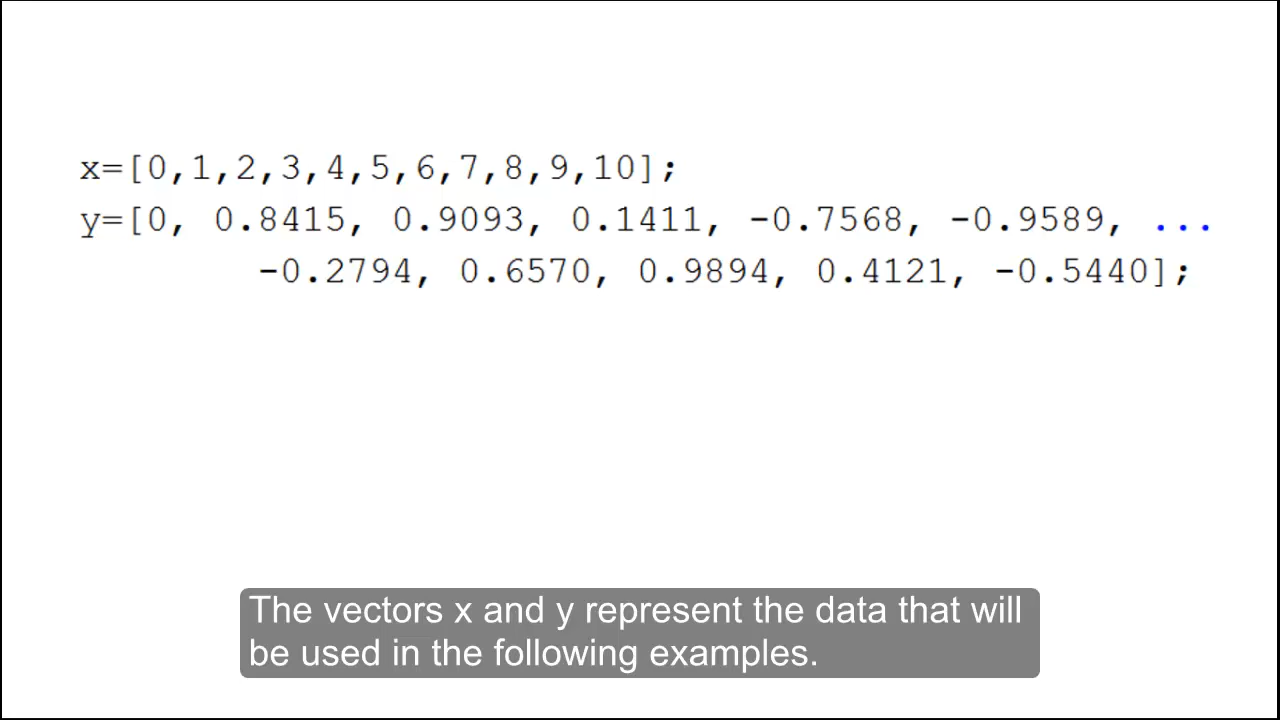 x=[0,1,2,3,4,5,6,7,8,9,10];
y=[0, 0.8415, 0.9093, 0.1411, -0.7568, -0.9589, ...
-0.2794, 0.6570, 0.9894, 0.4121, -0.5440];
The vectors x and y represent the data that will
be used in the following examples.